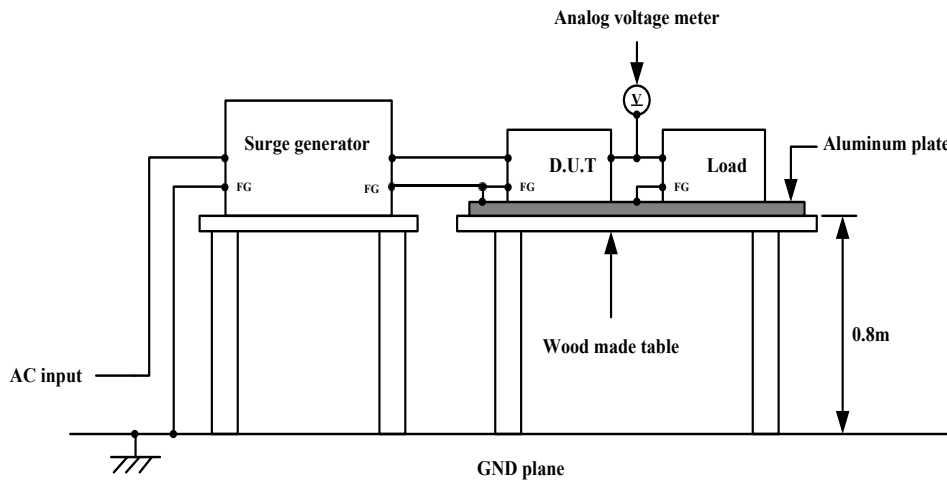 Analog voltage meter
V
Surge generator
D.U.T
Load
Aluminum plate
FG
FG
FG
FG
0.8m
Wood made table
AC input
GND plane